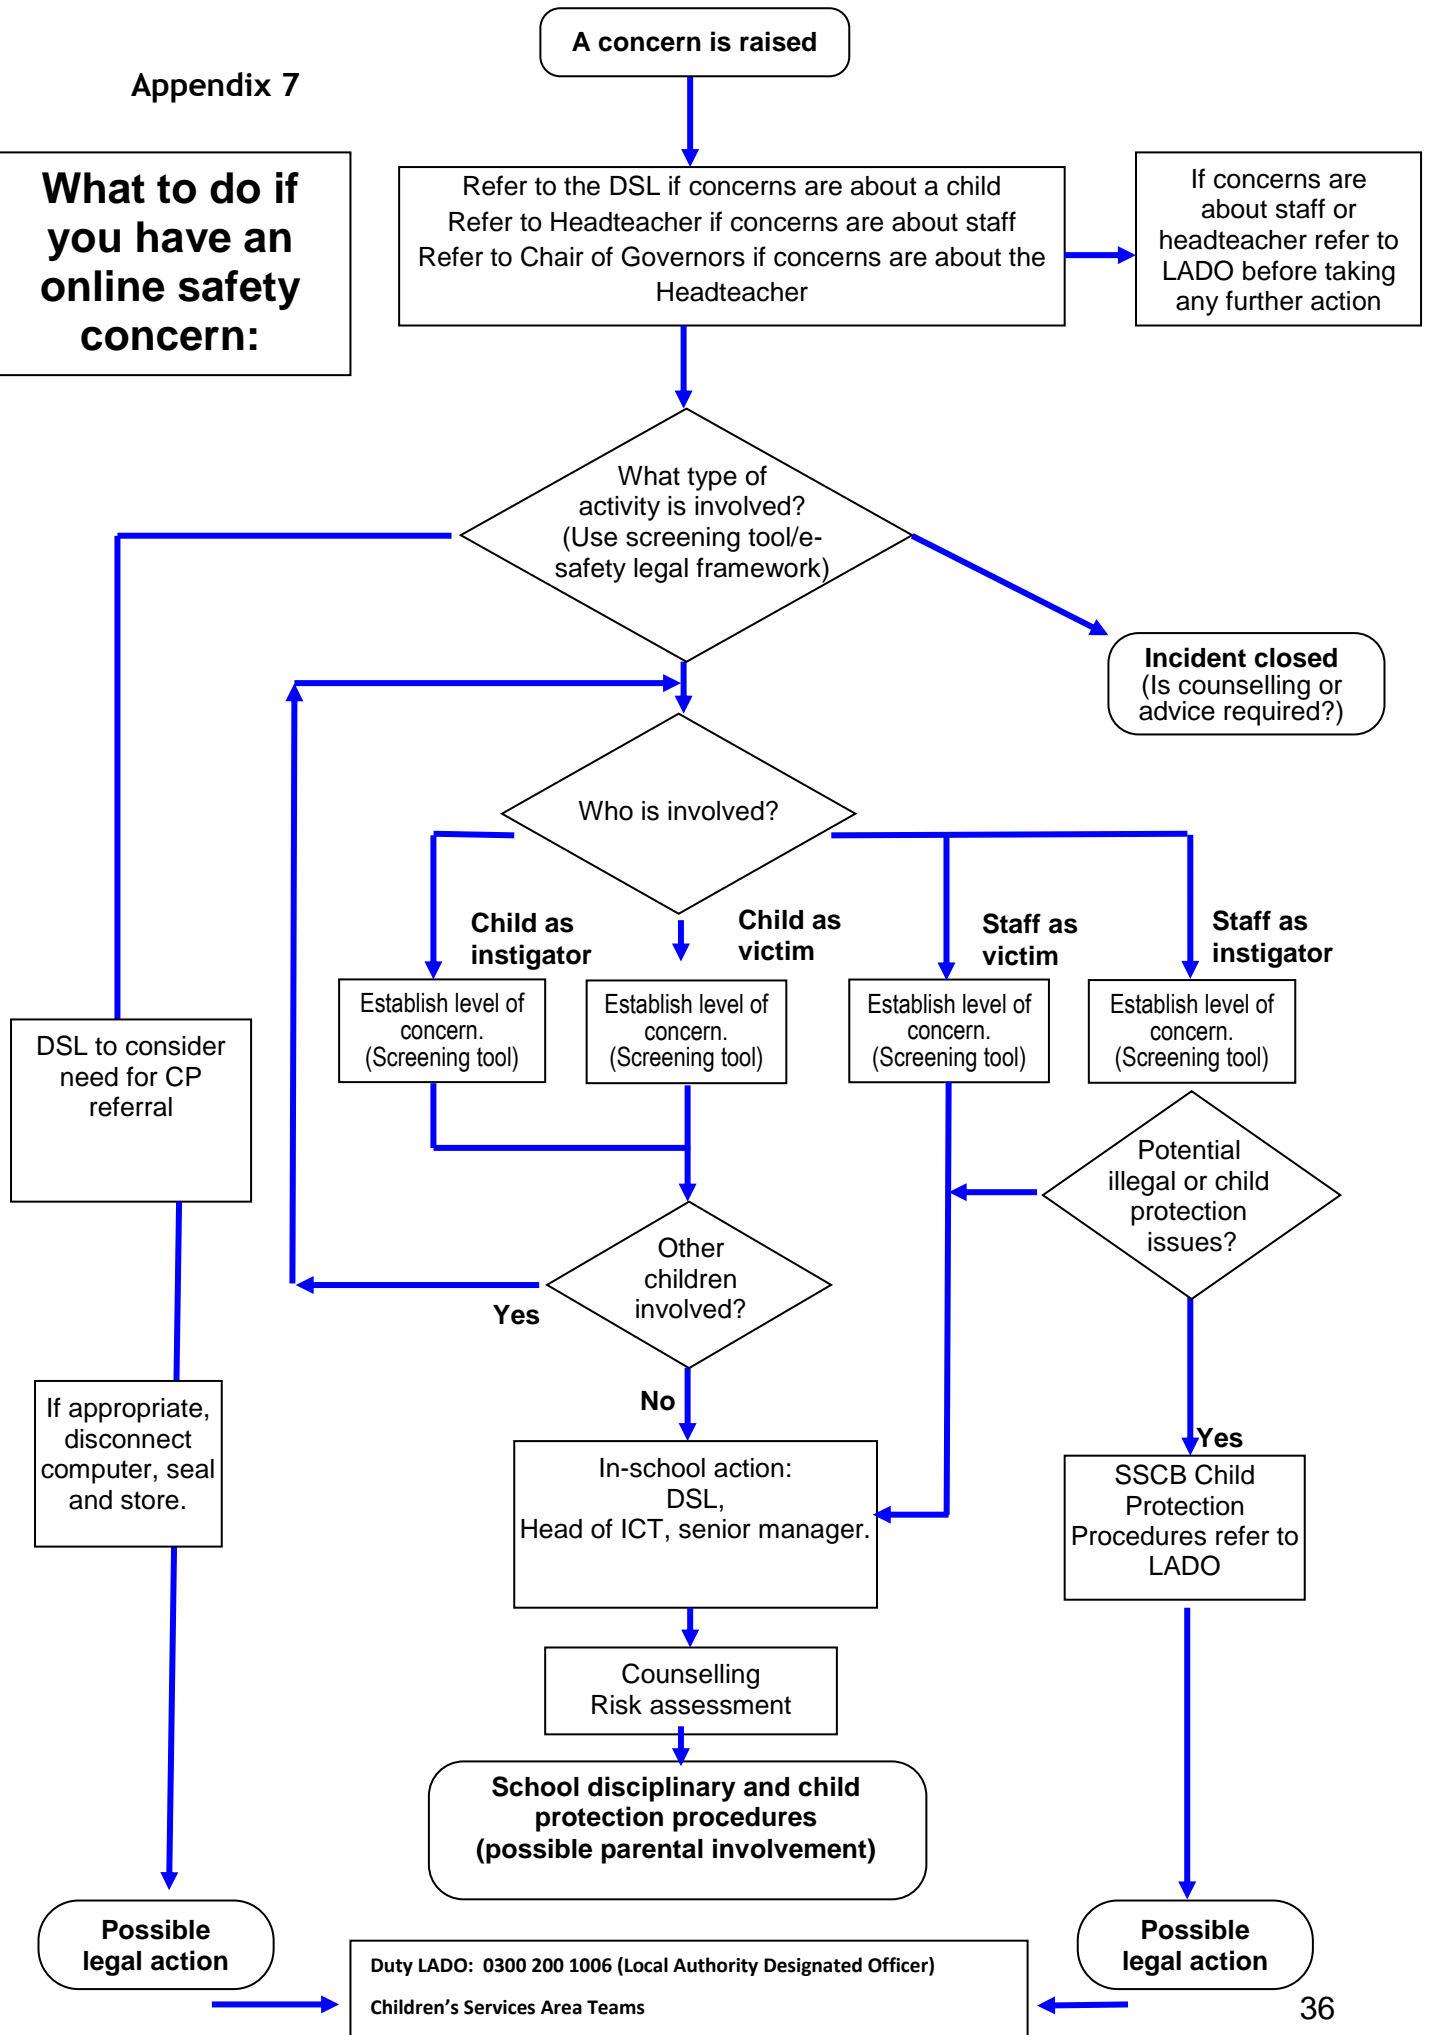 A concern is raised
Appendix 7
What to do if
you have an
online safety
concern:
Refer to the DSL if concerns are about a child
Refer to Headteacher if concerns are about staff
Refer to Chair of Governors if concerns are about the
Headteacher
If concerns are
about staff or
headteacher refer to
LADO before taking
any further action
What type of
activity is involved?
(Use screening tool/e-
safety legal framework)
Incident closed
(Is counselling or
advice required?)
Who is involved?
Child as
instigator
Child as
victim
Staff as
victim
Staff as
instigator
Establish level of
concern.
(Screening tool)
Establish level of
concern.
(Screening tool)
Establish level of
concern.
(Screening tool)
Establish level of
concern.
(Screening tool)
DSL to consider
need for CP
referral
Potential
illegal or child
protection
issues?
Other
children
involved?
Yes
No
If appropriate,
disconnect
computer, seal
and store.
In-school action:
DSL,
Head of ICT, senior manager.
Yes
SSCB Child
Protection
Procedures refer to
LADO
Counselling
Risk assessment
School disciplinary and child
protection procedures
(possible parental involvement)
Possible
legal action
Possible
legal action
Duty LADO: 0300 200 1006 (Local Authority Designated Officer)
Children’s Services Area Teams
36